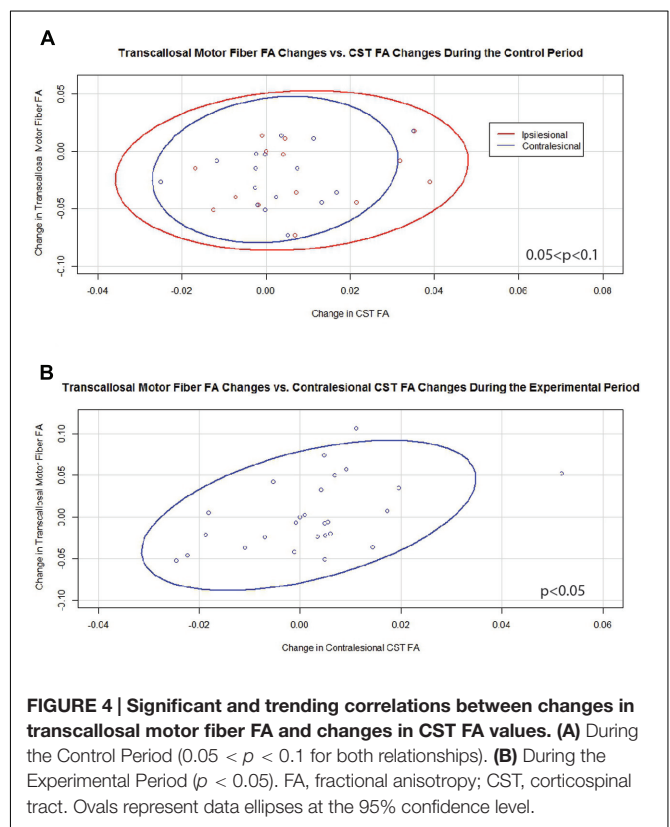 A
Transcallosal Motor Fiber FA Changes vs. CST FA Changes During the Control Period
Change in Transcallosal Motor Fiber FA
0.05
0.00
-0.05
-0.10
Ipsilesional
Contralesional
0.05<p<0.1
-0.04 -0.02 0.00 0.02 0.04 0.06 0.08
Change in CST FA
B
Transcallosal Motor Fiber FA Changes vs. Contralesional CST FA Changes During the Experimental Period
Change in Transcallosal Motor Fiber FA
0.10
0.05
0.00
-0.05
-0.10
p<0.05
-0.04 -0.02 0.00 0.02 0.04 0.06
Change in Contralesional CST FA
FIGURE 4 | Significant and trending correlations between changes in
transcallosal motor fiber FA and changes in CST FA values. (A) During
the Control Period (0.05 < p < 0.1 for both relationships). (B) During the
Experimental Period (p < 0.05). FA, fractional anisotropy; CST, corticospinal
tract. Ovals represent data ellipses at the 95% confidence level.